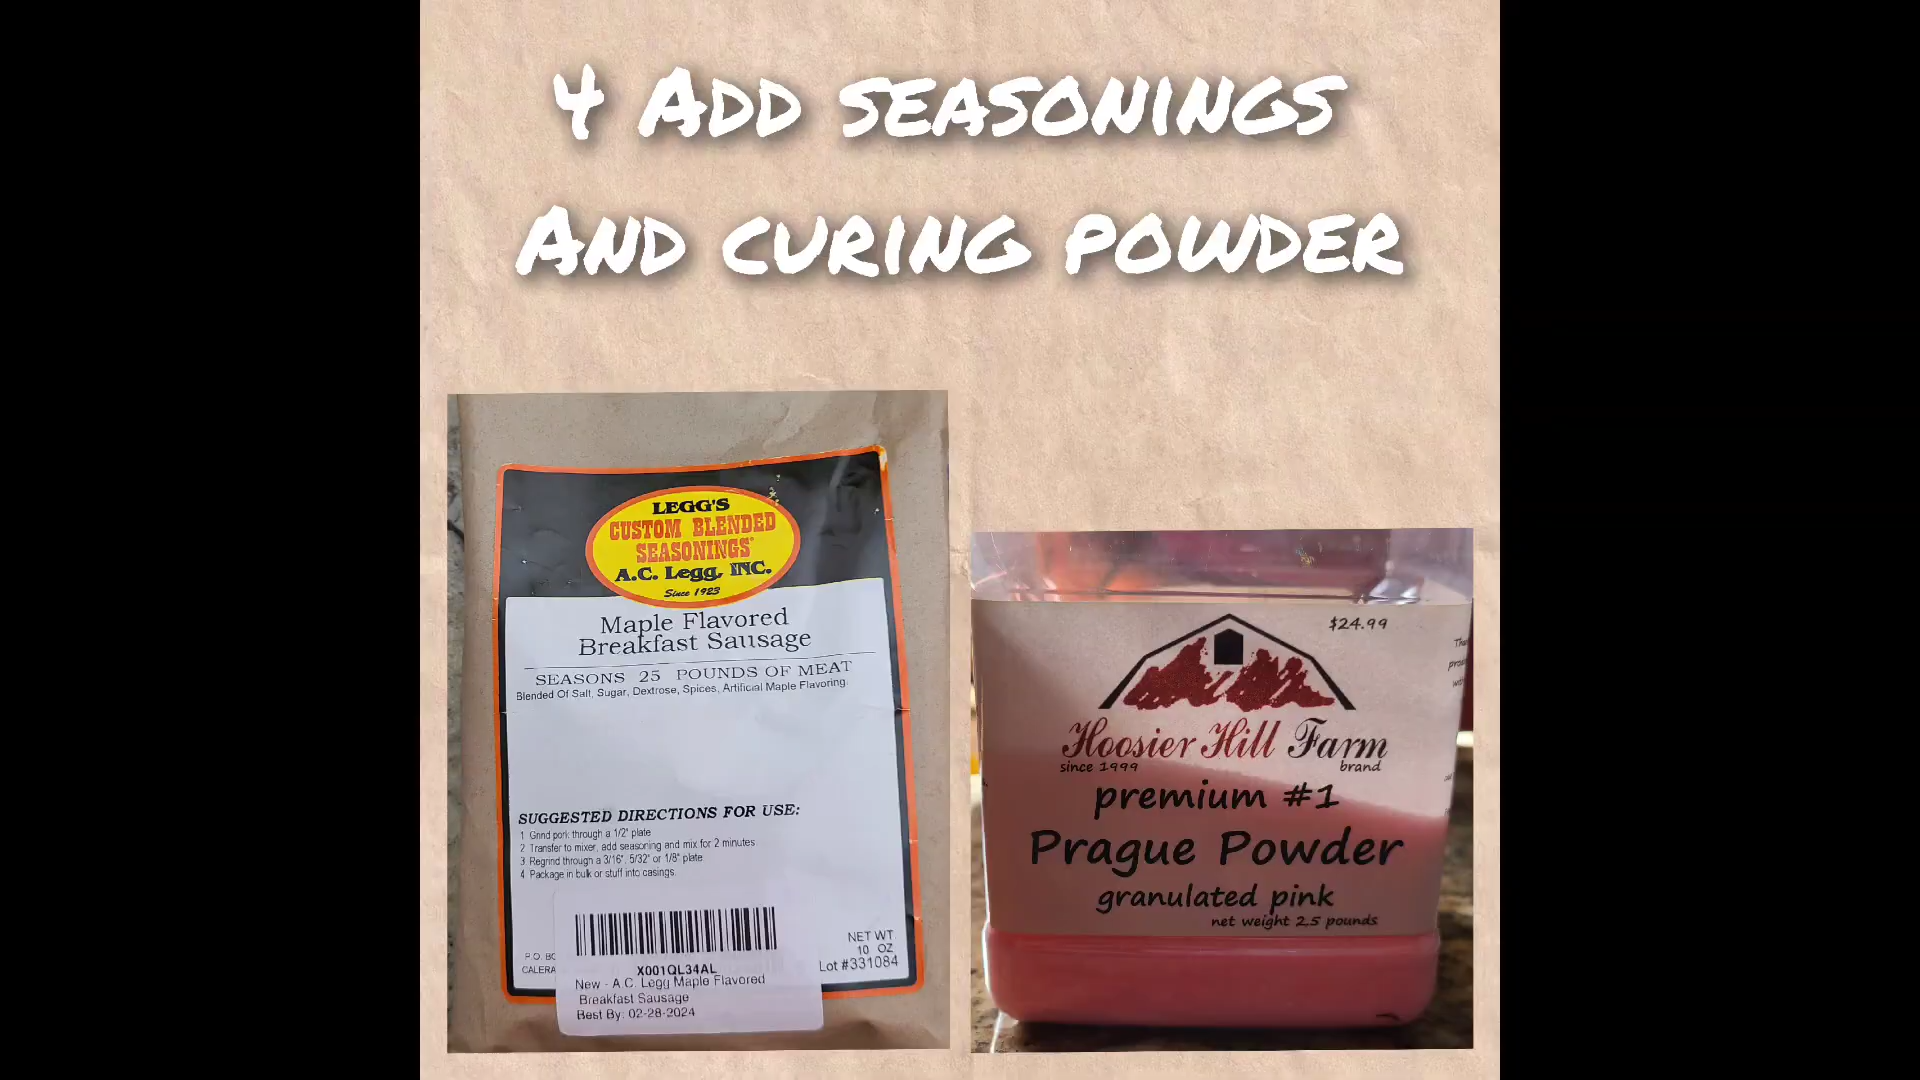 4 Add seasonings
And curing powder
LEGG'S
CUSTOM BLENDED
SEASONINGS
A.C. Legg, INC.
Since 1923
Maple Flavored
Breakfast Sausage
SEASONS 25 POUNDS OF MEAT
Blended Of Salt, Sugar, Dextrose, Spices, Artificial Maple Flavoring.
SUGGESTED DIRECTIONS FOR USE:
1 Grind pork through a 1/2" plate
2 Transfer to mixer, add seasoning and mix for 2 minutes
3 Regrind through a 3/16", 5/32" or 1/8" plate
4 Package in bulk or stuff into casings.
P.O. BO
CALERA
NET WT
10 OZ
Lot #331084
X001QL34AL
New - A.C. Legg Maple Flavored
Breakfast Sausage
Best By: 02-28-2024
$24.99
Hoosier Hill Farm
since 1999 brand
premium #1
Prague Powder
granulated pink
net weight 2.5 pounds